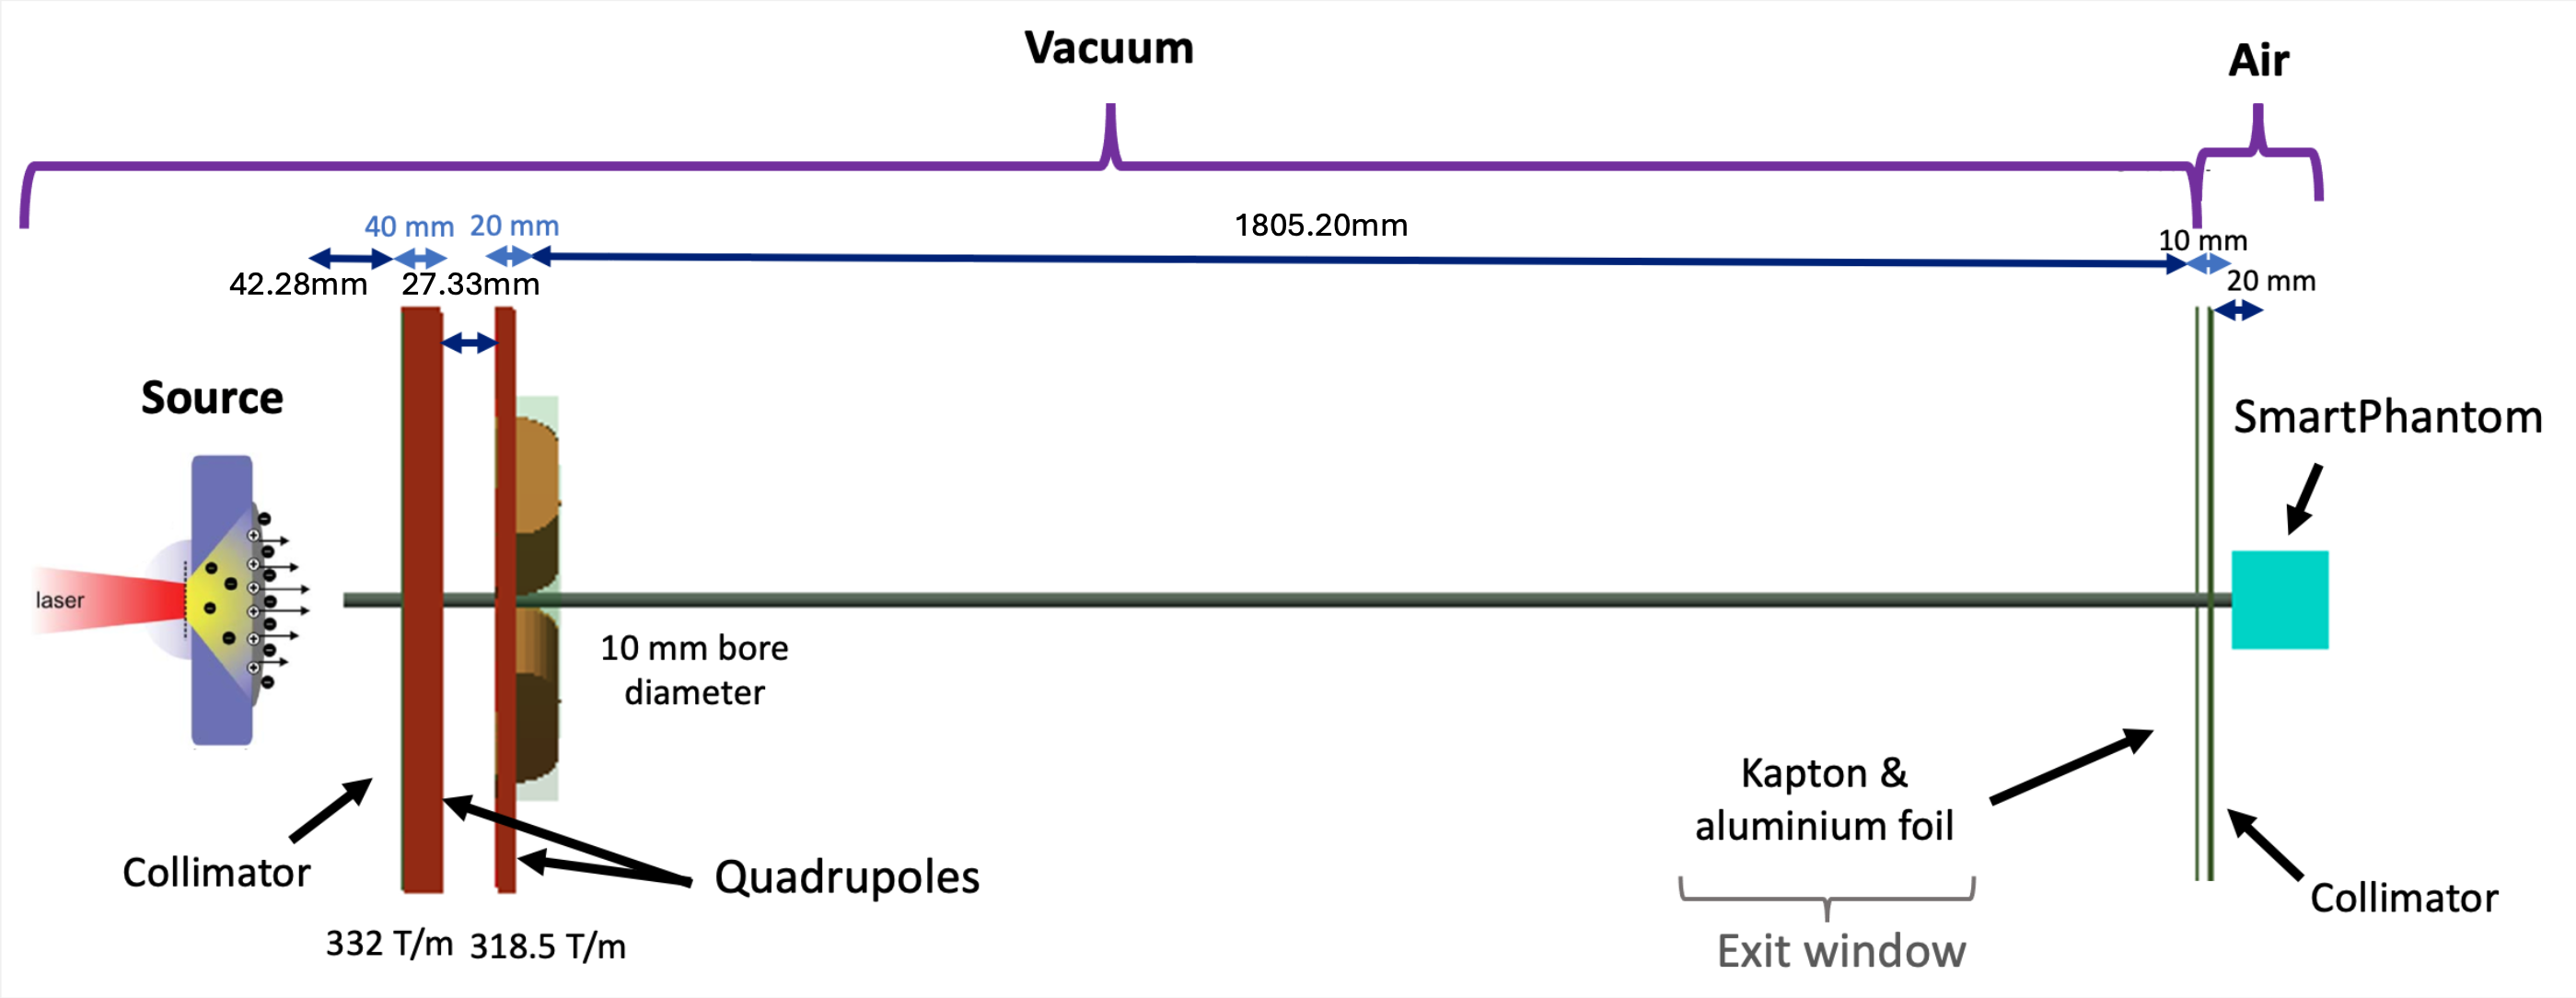 Vacuum
Air
40 mm
20 mm
1805.20mm
10 mm
42.28mm
27.33mm
20 mm
Source
SmartPhantom
laser
10 mm bore
diameter
Kapton &
aluminium foil
Collimator
Quadrupoles
Collimator
332 T/m
318.5 T/m
Exit window